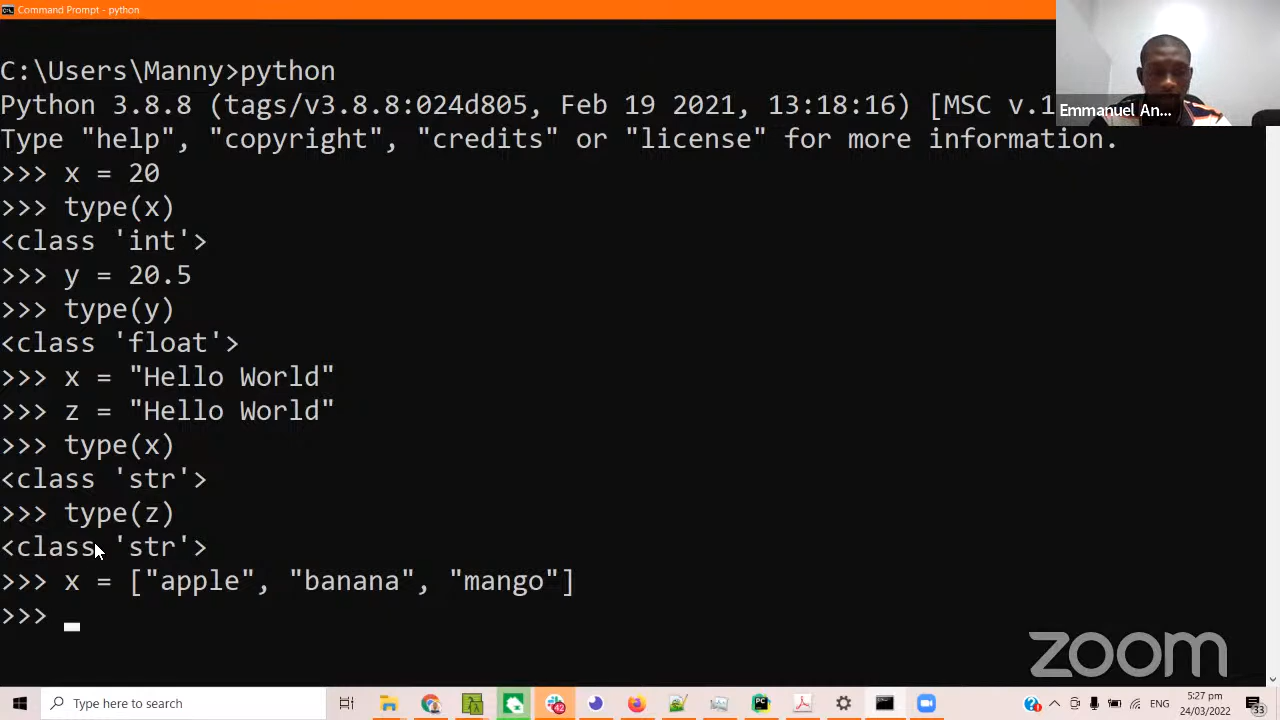 Command Prompt - python
C:\Users\Manny>python
Python 3.8.8 (tags/v3.8.8:024d805, Feb 19 2021, 13:18:16) [MSC v.1
Type "help", "copyright", "credits" or "license" for more information.
>>> x = 20
>>> type(x)
<class 'int'>
>>> y = 20.5
>>> type(y)
<class 'float'>
>>> x = "Hello World"
>>> z = "Hello World"
>>> type(x)
<class 'str'>
>>> type(z)
<class 'str'>
>>> x = ["apple", "banana", "mango"]
>>>
Emmanuel An...
zoom
Type here to search
ENG
5:27 pm
24/03/2022
33